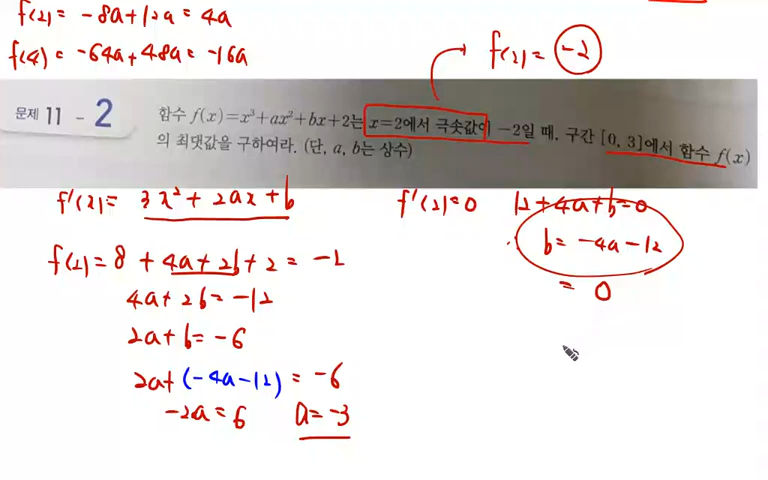 f(2) = -8a+12a = 4a
f(4) = -64a+48a = -16a
f(2) = -2
문제 11 - 2
함수 f(x)=x³+ax²+bx+2는 x=2에서 극솟값이 -2일 때, 구간 [0, 3]에서 함수 f(x)
의 최댓값을 구하여라. (단, a, b는 상수)
f'(x) = 3x² + 2ax + b
f'(2) = 0
12+4a+b=0
b = -4a-12
= 0
f(2) = 8 + 4a + 2b + 2 = -2
4a + 2b = -12
2a + b = -6
2a + (-4a-12) = -6
-2a = 6
a = -3